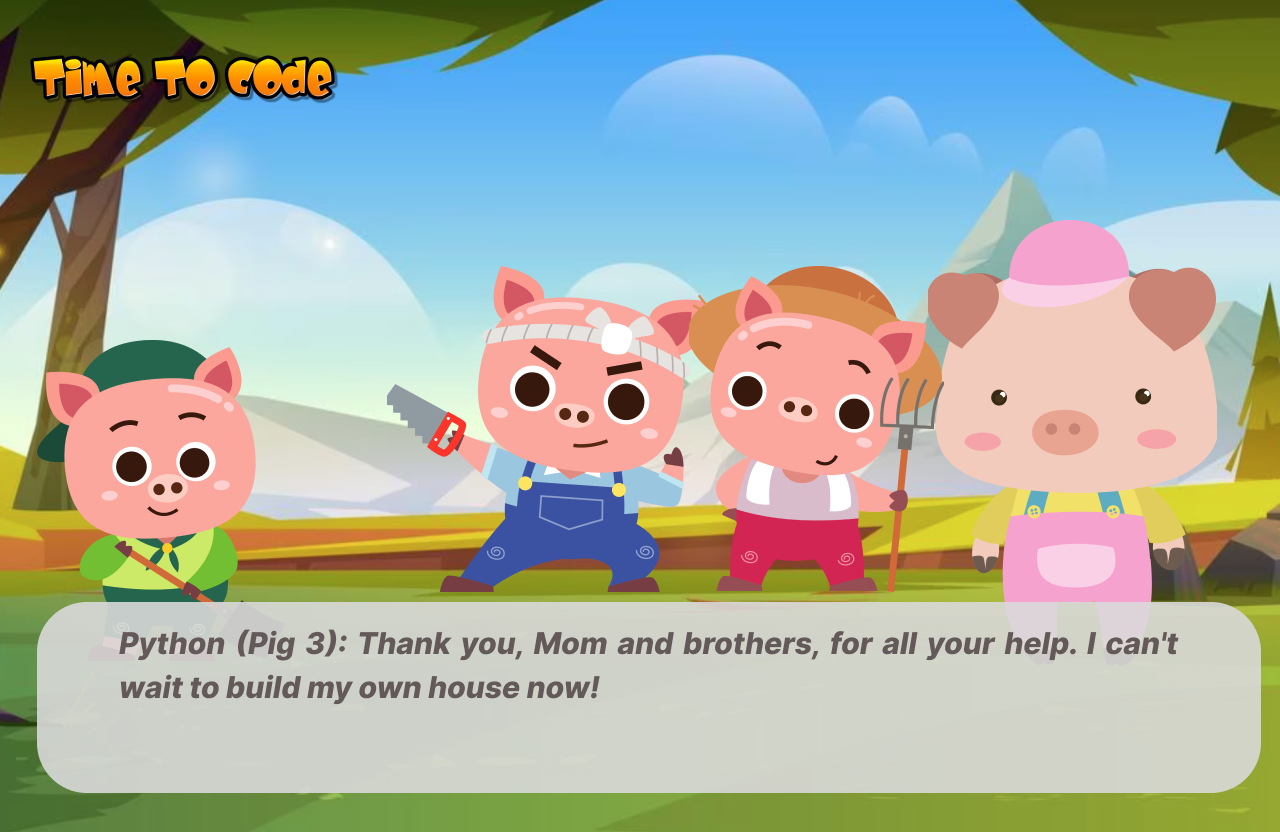 Time To Code
Python (Pig 3): Thank you, Mom and brothers, for all your help. I can't
wait to build my own house now!